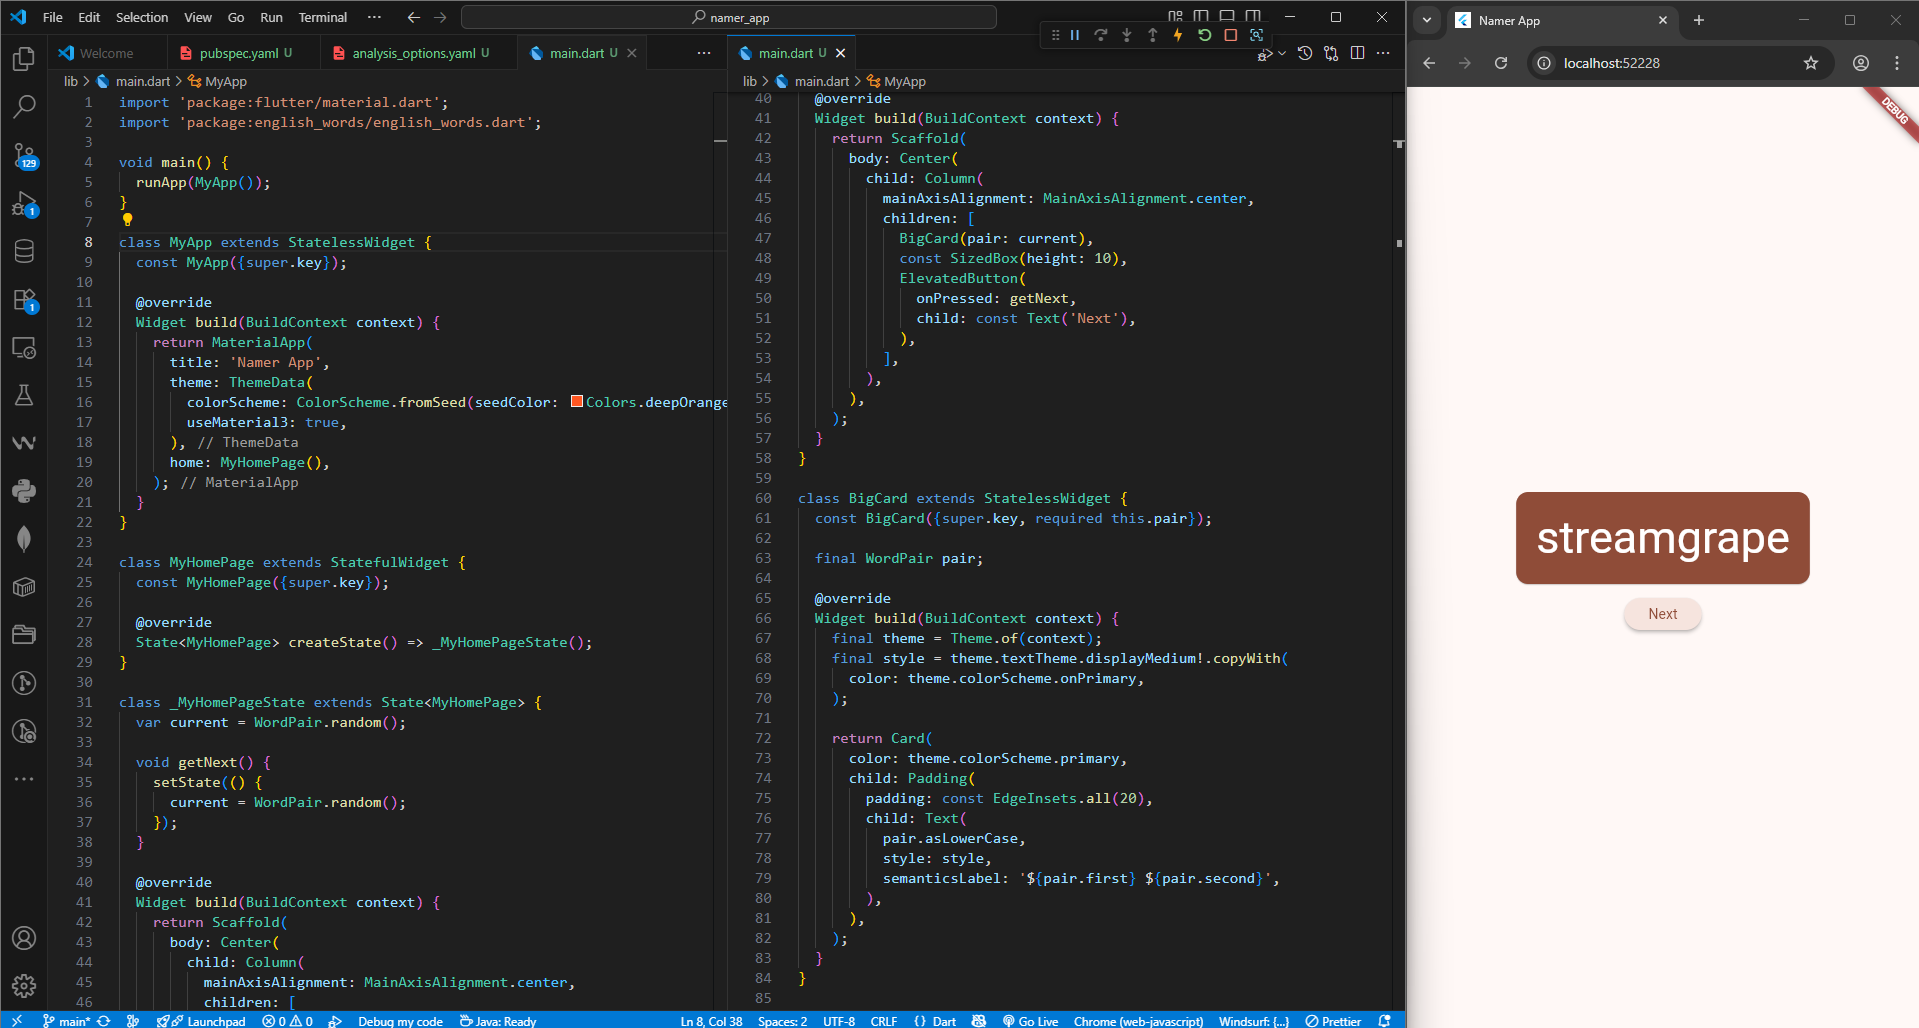 File Edit Selection View Go Run Terminal ··· namer_app
Welcome pubspec.yaml U analysis_options.yaml U main.dart U
lib > main.dart > MyApp
1 import 'package:flutter/material.dart';
2 import 'package:english_words/english_words.dart';
3
4 void main() {
5 runApp(MyApp());
6 }
7
8 class MyApp extends StatelessWidget {
9 const MyApp({super.key});
10
11 @override
12 Widget build(BuildContext context) {
13 return MaterialApp(
14 title: 'Namer App',
15 theme: ThemeData(
16 colorScheme: ColorScheme.fromSeed(seedColor: Colors.deepOrange
17 useMaterial3: true,
18 ), // ThemeData
19 home: MyHomePage(),
20 ); // MaterialApp
21 }
22 }
23
24 class MyHomePage extends StatefulWidget {
25 const MyHomePage({super.key});
26
27 @override
28 State<MyHomePage> createState() => _MyHomePageState();
29 }
30
31 class _MyHomePageState extends State<MyHomePage> {
32 var current = WordPair.random();
33
34 void getNext() {
35 setState(() {
36 current = WordPair.random();
37 });
38 }
39
40 @override
41 Widget build(BuildContext context) {
42 return Scaffold(
43 body: Center(
44 child: Column(
45 mainAxisAlignment: MainAxisAlignment.center,
46 children: [
main.dart U
lib > main.dart > MyApp
40 @override
41 Widget build(BuildContext context) {
42 return Scaffold(
43 body: Center(
44 child: Column(
45 mainAxisAlignment: MainAxisAlignment.center,
46 children: [
47 BigCard(pair: current),
48 const SizedBox(height: 10),
49 ElevatedButton(
50 onPressed: getNext,
51 child: const Text('Next'),
52 ),
53 ],
54 ),
55 ),
56 );
57 }
58 }
59
60 class BigCard extends StatelessWidget {
61 const BigCard({super.key, required this.pair});
62
63 final WordPair pair;
64
65 @override
66 Widget build(BuildContext context) {
67 final theme = Theme.of(context);
68 final style = theme.textTheme.displayMedium!.copyWith(
69 color: theme.colorScheme.onPrimary,
70 );
71
72 return Card(
73 color: theme.colorScheme.primary,
74 child: Padding(
75 padding: const EdgeInsets.all(20),
76 child: Text(
77 pair.asLowerCase,
78 style: style,
79 semanticsLabel: '${pair.first} ${pair.second}',
80 ),
81 ),
82 );
83 }
84 }
85
129
1
1
main* 0 0 Launchpad Debug my code Java: Ready Ln 8, Col 38 Spaces: 2 UTF-8 CRLF {} Dart Go Live Chrome (web-javascript) Windsurf: {...} Prettier
Namer App
localhost:52228
DEBUG
streamgrape
Next